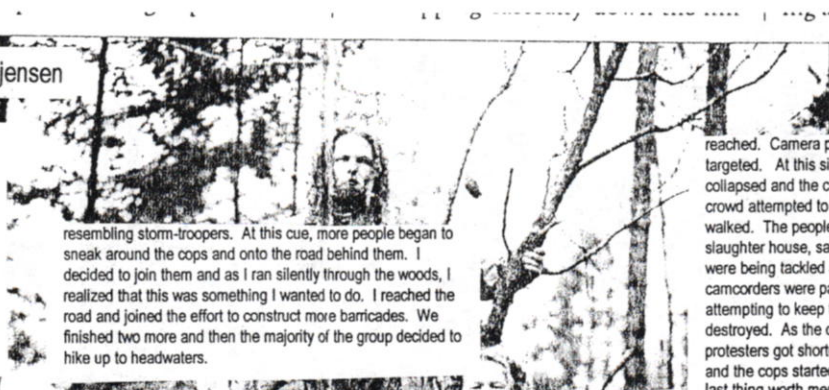 jensen
resembling storm-troopers. At this cue, more people began to
sneak around the cops and onto the road behind them. I
decided to join them and as I ran silently through the woods, I
realized that this was something I wanted to do. I reached the
road and joined the effort to construct more barricades. We
finished two more and then the majority of the group decided to
hike up to headwaters.
reached. Camera
targeted. At this
collapsed and the
crowd attempted to
walked. The people
slaughter house,
were being tackled
camcorders were
attempting to keep
destroyed. As the
protesters got short
and the cops started